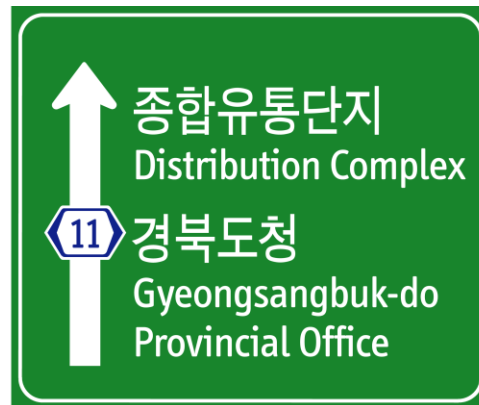 종합유통단지
Distribution Complex
11
경북도청
Gyeongsangbuk-do
Provincial Office